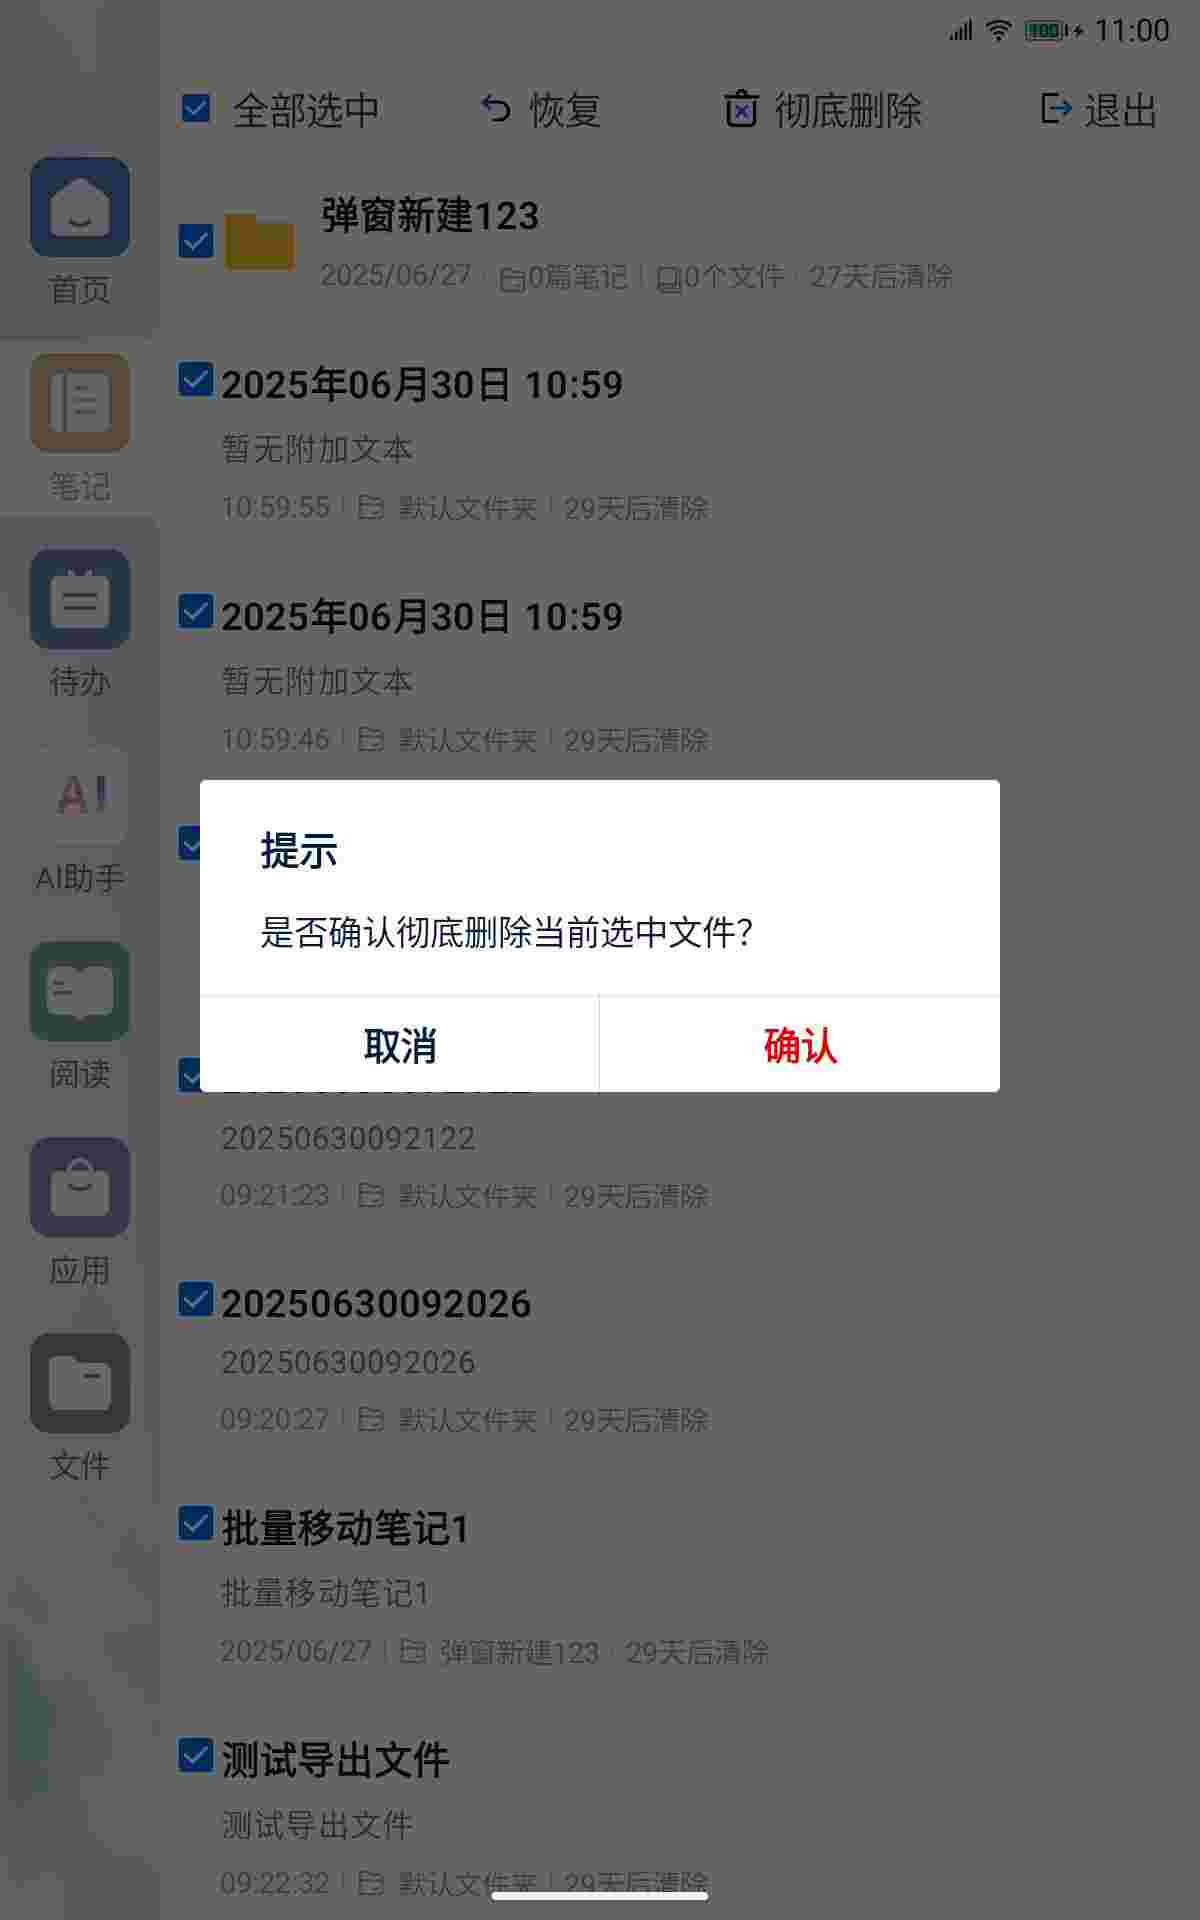 100 11:00
全部选中 恢复 彻底删除 退出
首页
笔记
待办
AI
AI助手
阅读
应用
文件
弹窗新建123
2025/06/27 0篇笔记 0个文件 27天后清除
2025年06月30日 10:59
暂无附加文本
10:59:55 默认文件夹 29天后清除
2025年06月30日 10:59
暂无附加文本
10:59:46 默认文件夹 29天后清除
提示
是否确认彻底删除当前选中文件?
取消 确认
20250630092122
09:21:23 默认文件夹 29天后清除
20250630092026
20250630092026
09:20:27 默认文件夹 29天后清除
批量移动笔记1
批量移动笔记1
2025/06/27 弹窗新建123 29天后清除
测试导出文件
测试导出文件
09:22:32 默认文件夹 29天后清除